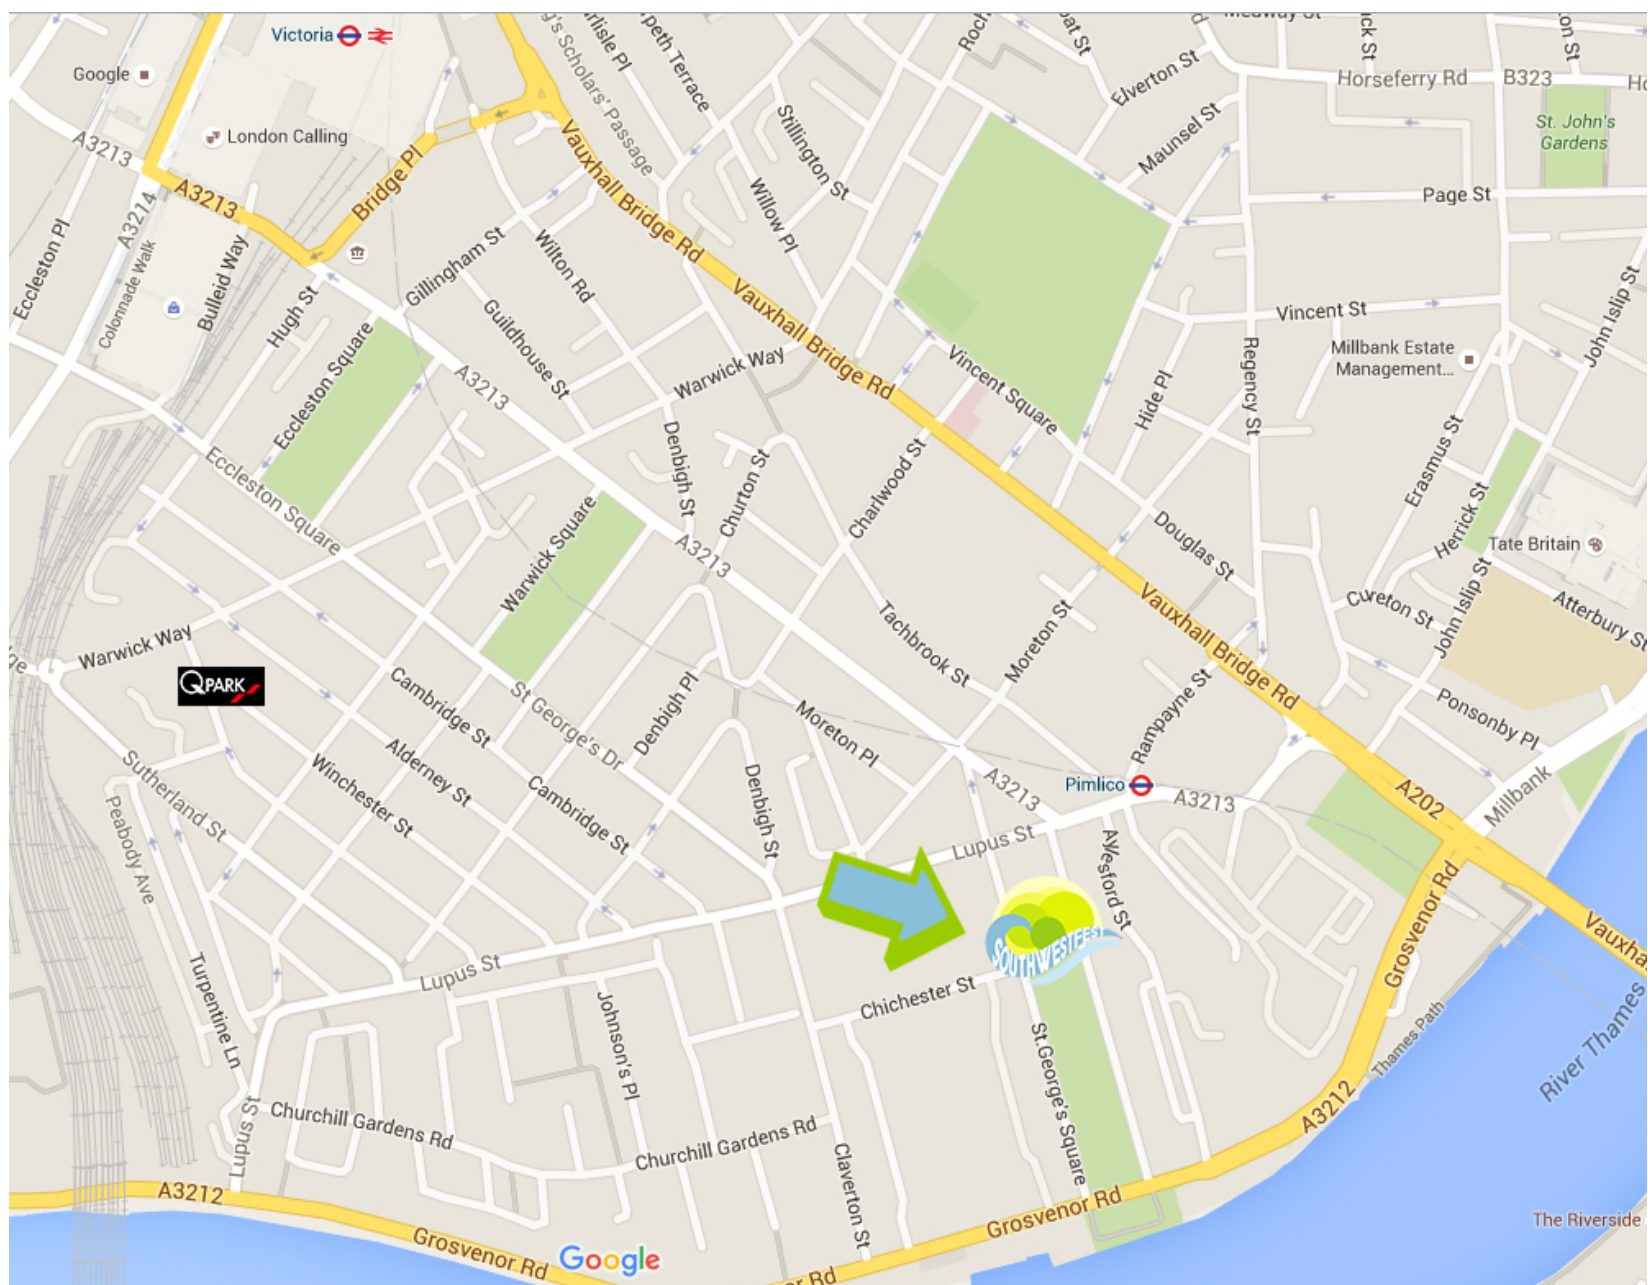 Victoria
Google
London Calling
A3213
A3214
A3213
Bridge Pl
Eccleston Pl
Colonnade Walk
Bulleid Way
Hugh St
Gillingham St
Wilton Rd
Guildhouse St
Vauxhall Bridge Rd
Willow Pl
Stillington St
Elverton St
Maunsel St
Medway St
Horseferry Rd
B323
St. John's
Gardens
Page St
Vincent St
Millbank Estate
Management...
John Islip St
Regency St
Hide Pl
Vincent Square
Vauxhall Bridge Rd
Warwick Way
Eccleston Square
A3213
Denbigh St
Churton St
Charlwood St
Erasmus St
Herrick St
Tate Britain
Atterbury St
Cureton St
John Islip St
Douglas St
Vauxhall Bridge Rd
Eccleston Square
Warwick Square
A3213
Tachbrook St
Moreton St
Rampayne St
Ponsonby Pl
Warwick Way
QPARK
Cambridge St
St George's Dr
Denbigh Pl
Moreton Pl
Alderney St
Winchester St
Cambridge St
Sutherland St
Peabody Ave
Denbigh St
A3213
Pimlico
A3213
A202
Millbank
Lupus St
Aylesford St
SOUTHWESTFEST
Grosvenor Rd
Turpentine Ln
Lupus St
Chichester St
Johnson's Pl
St.George's Square
Thames Path
River Thames
A3212
Churchill Gardens Rd
Churchill Gardens Rd
Claverton St
Lupus St
A3212
Grosvenor Rd
Google
Grosvenor Rd
The Riverside